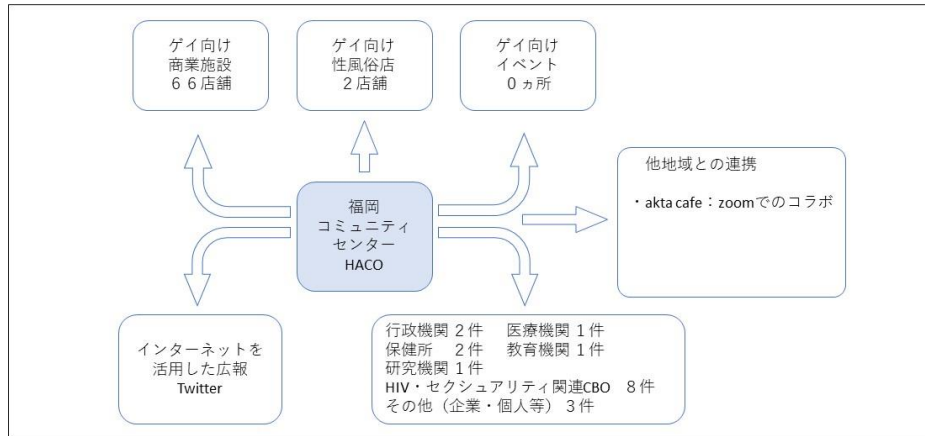 ゲイ向け
商業施設
６６店舗
ゲイ向け
性風俗店
２店舗
ゲイ向け
イベント
０ヵ所
他地域との連携
・akta cafe：zoomでのコラボ
福岡
コミュニティ
センター
HACO
インターネットを
活用した広報
Twitter
行政機関２件　医療機関１件
保健所　２件　教育機関１件
研究機関１件
HIV・セクシュアリティ関連CBO　８件
その他（企業・個人等）３件